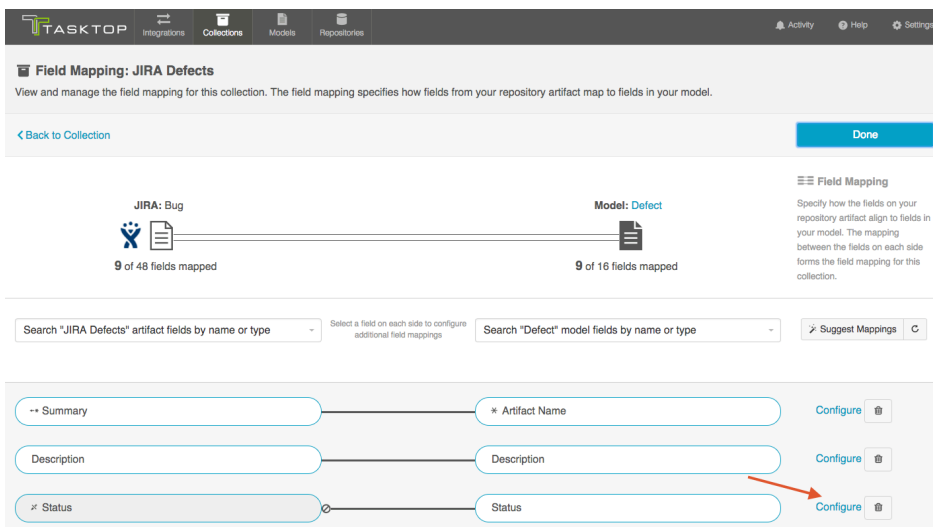 TASKTOP
Integrations
Collections
Models
Repositories
Activity
Help
Settings
Field Mapping: JIRA Defects
View and manage the field mapping for this collection. The field mapping specifies how fields from your repository artifact map to fields in your model.
Back to Collection
Done
JIRA: Bug
Model: Defect
9 of 48 fields mapped
9 of 16 fields mapped
Field Mapping
Specify how the fields on your
repository artifact align to fields in
your model. The mapping
between the fields on each side
forms the field mapping for this
collection.
Search "JIRA Defects" artifact fields by name or type
Select a field on each side to configure
additional field mappings
Search "Defect" model fields by name or type
Suggest Mappings
Summary
* Artifact Name
Configure
Description
Description
Configure
Status
Status
Configure